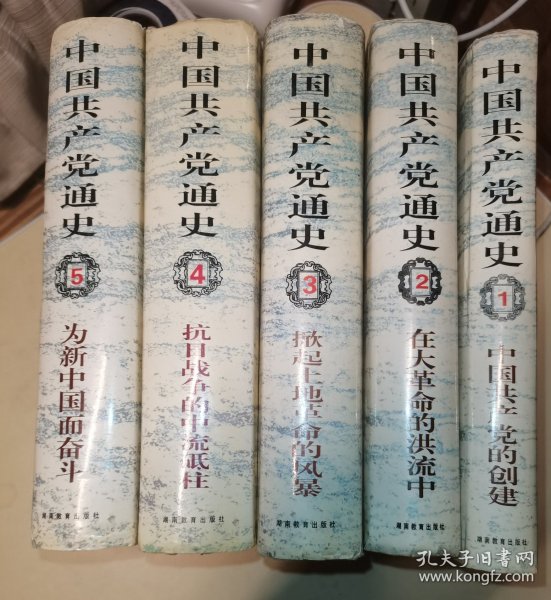 中国共产党通史
5
为新中国而奋斗
湖南教育出版社
中国共产党通史
4
抗日战争的中流砥柱
湖南教育出版社
中国共产党通史
3
掀起土地革命的风暴
湖南教育出版社
中国共产党通史
2
在大革命的洪流中
湖南教育出版社
中国共产党通史
1
中国共产党的创建
湖南教育出版社
孔夫子旧书网
www.kongfz.com